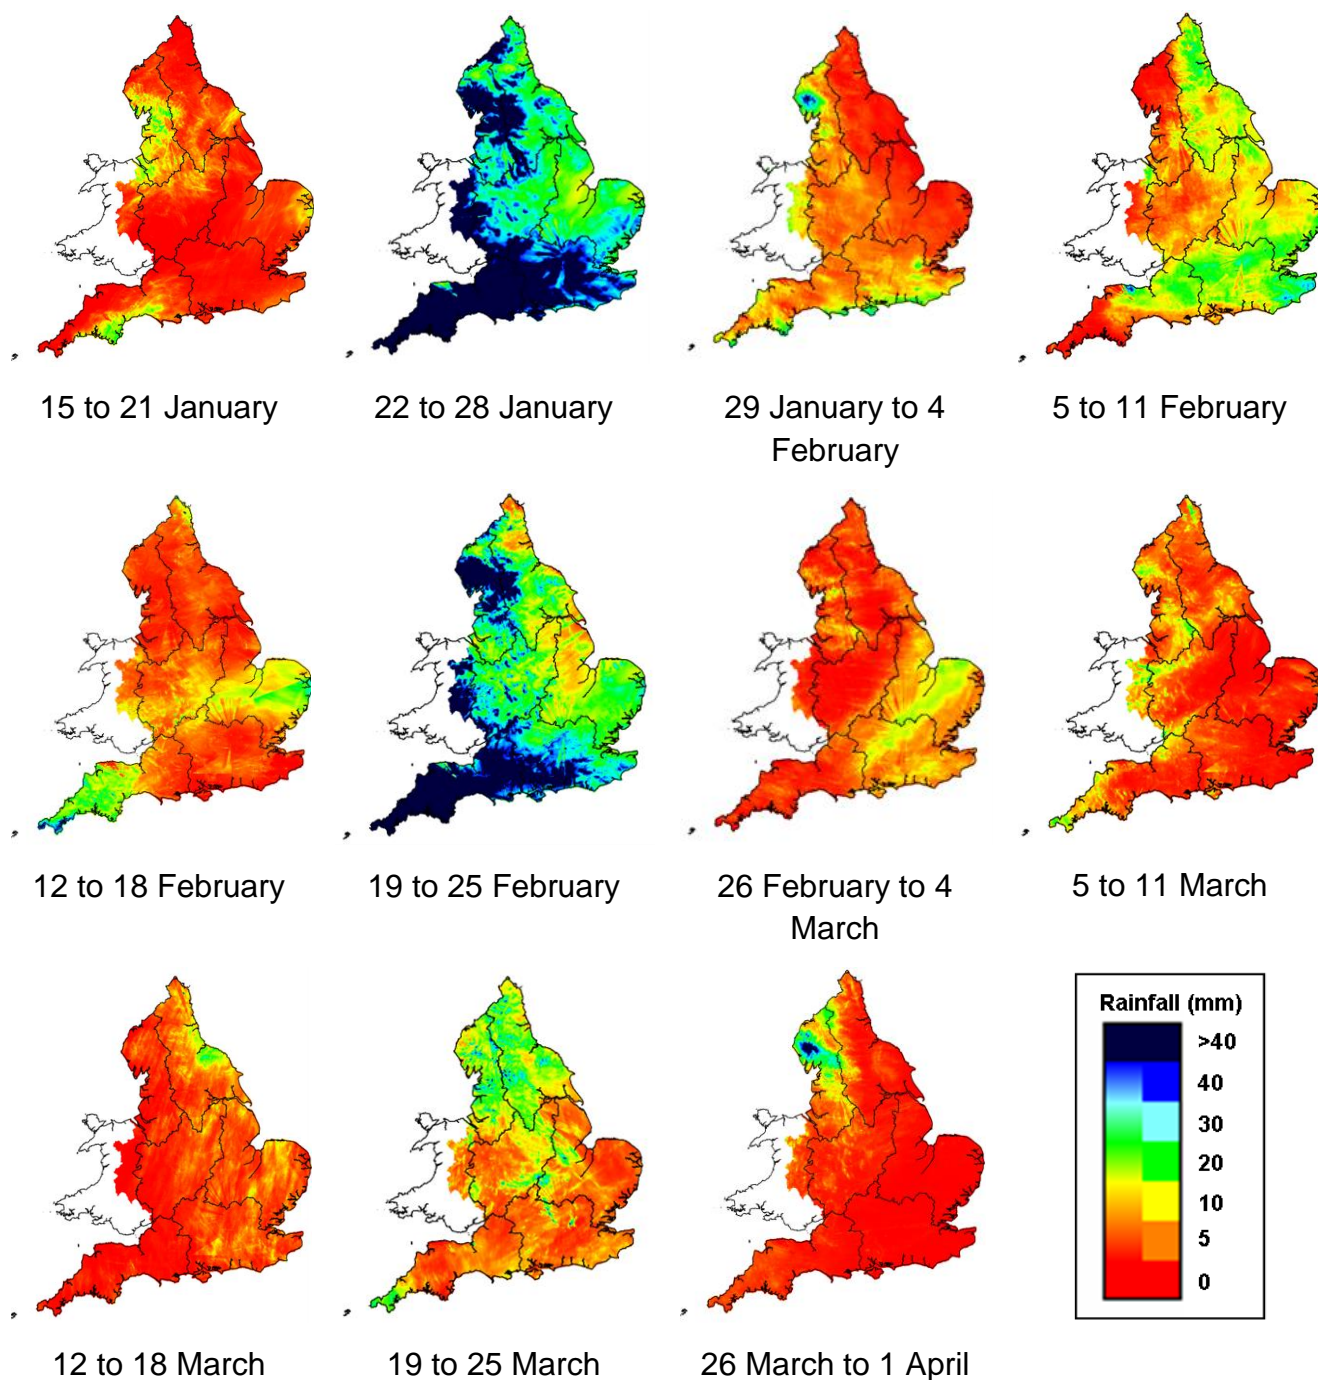 15 to 21 January
22 to 28 January
29 January to 4
February
5 to 11 February
12 to 18 February
19 to 25 February
26 February to 4
March
5 to 11 March
Rainfall (mm)
>40
40
30
20
10
5
0
12 to 18 March
19 to 25 March
26 March to 1 April